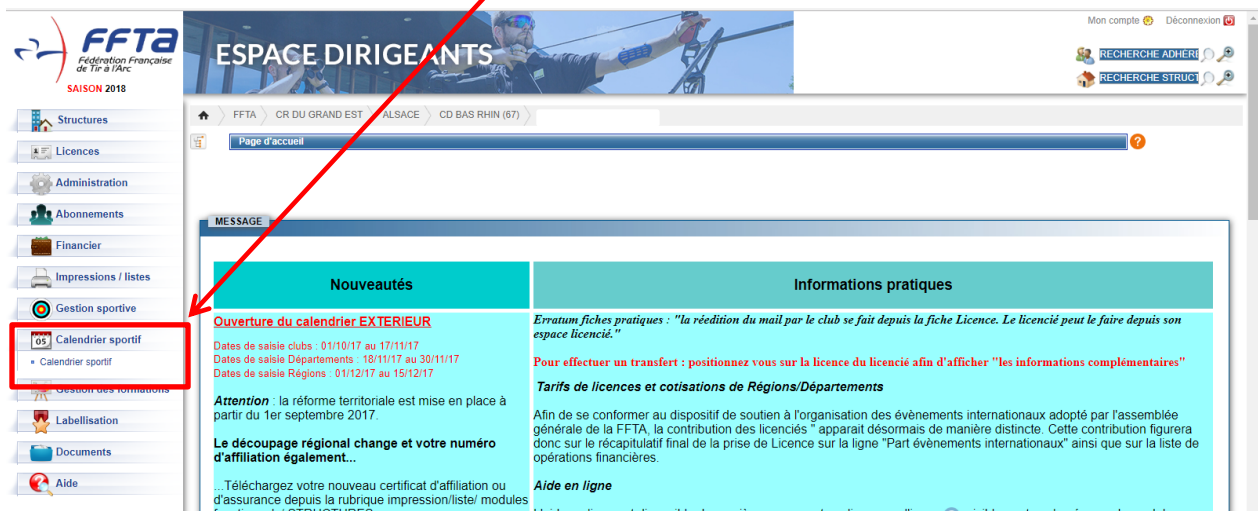 FFTa
Fédération Française
de Tir à l'Arc
SAISON 2018
ESPACE DIRIGEANTS
Mon compte Déconnexion
RECHERCHE ADHÉRE
RECHERCHE STRUCT
FFTA CR DU GRAND EST ALSACE CD BAS RHIN (67)
Page d'accueil
?
Structures
Licences
Administration
Abonnements
Financier
Impressions / listes
Gestion sportive
05 Calendrier sportif
Calendrier sportif
Gestion des formations
Labellisation
Documents
Aide
MESSAGE
Nouveautés
Ouverture du calendrier EXTERIEUR
Dates de saisie clubs : 01/10/17 au 17/11/17
Dates de saisie Départements : 18/11/17 au 30/11/17
Dates de saisie Régions : 01/12/17 au 15/12/17
Attention : la réforme territoriale est mise en place à
partir du 1er septembre 2017.
Le découpage régional change et votre numéro
d'affiliation également...
...Téléchargez votre nouveau certificat d'affiliation ou
d'assurance depuis la rubrique impression/liste/ modules
Informations pratiques
Erratum fiches pratiques : "la réedition du mail par le club se fait depuis la fiche Licence. Le licencié peut le faire depuis son
espace licencié."
Pour effectuer un transfert : positionnez vous sur la licence du licencié afin d'afficher "les informations complémentaires"
Tarifs de licences et cotisations de Régions/Départements
Afin de se conformer au dispositif de soutien à l'organisation des évènements internationaux adopté par l'assemblée
générale de la FFTA, la contribution des licenciés " apparait désormais de manière distincte. Cette contribution figurera
donc sur le récapitulatif final de la prise de Licence sur la ligne "Part évènements internationaux" ainsi que sur la liste de
opérations financières.
Aide en ligne